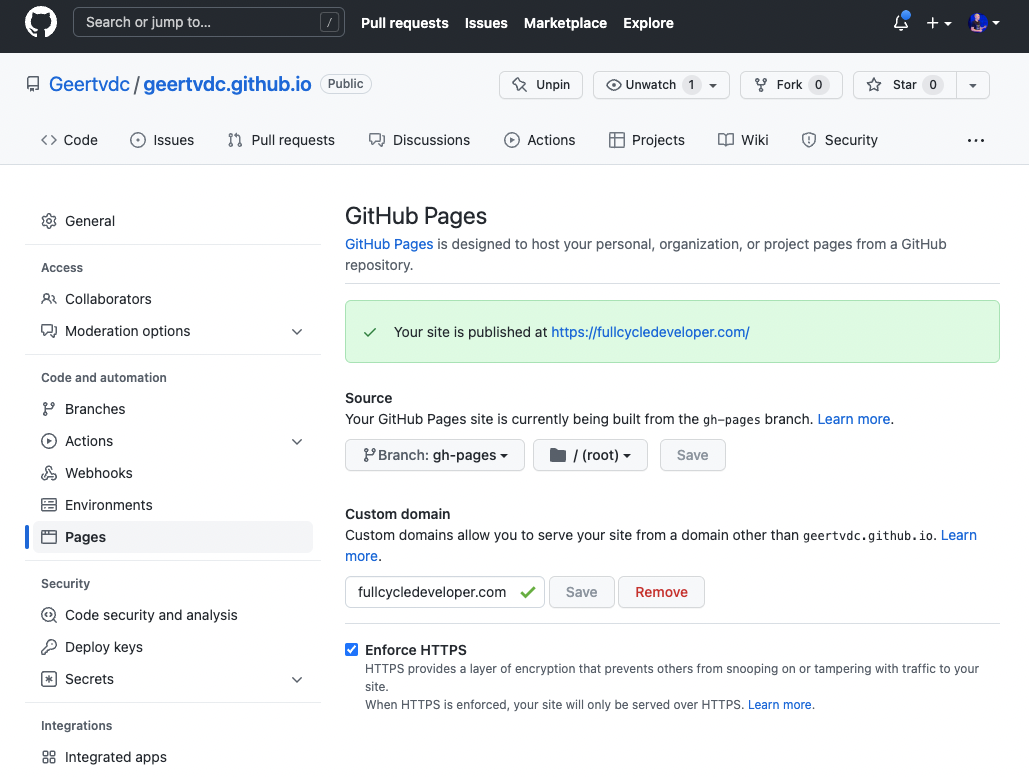 Search or jump to... /
Pull requests Issues Marketplace Explore
Geertvdc / geertvdc.github.io Public
Unpin
Unwatch 1
Fork 0
Star 0
Code Issues Pull requests Discussions Actions Projects Wiki Security ...
General
Access
Collaborators
Moderation options
Code and automation
Branches
Actions
Webhooks
Environments
Pages
Security
Code security and analysis
Deploy keys
Secrets
Integrations
Integrated apps
GitHub Pages
GitHub Pages is designed to host your personal, organization, or project pages from a GitHub
repository.
Your site is published at https://fullcycledeveloper.com/
Source
Your GitHub Pages site is currently being built from the gh-pages branch. Learn more.
Branch: gh-pages / (root) Save
Custom domain
Custom domains allow you to serve your site from a domain other than geertvdc.github.io. Learn
more.
fullcycledeveloper.com Save Remove
Enforce HTTPS
HTTPS provides a layer of encryption that prevents others from snooping on or tampering with traffic to your
site.
When HTTPS is enforced, your site will only be served over HTTPS. Learn more.